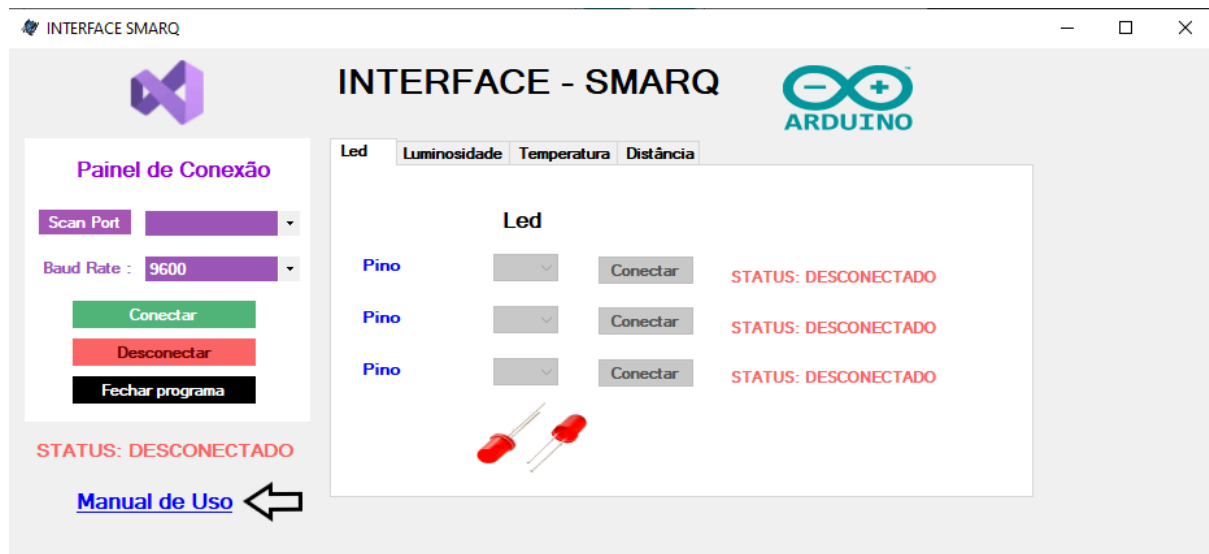 INTERFACE SMARQ
INTERFACE - SMARQ
ARDUINO
Painel de Conexão
Scan Port
Baud Rate : 9600
Conectar
Desconectar
Fechar programa
STATUS: DESCONECTADO
Manual de Uso
Led Luminosidade Temperatura Distância
Led
Pino Conectar STATUS: DESCONECTADO
Pino Conectar STATUS: DESCONECTADO
Pino Conectar STATUS: DESCONECTADO